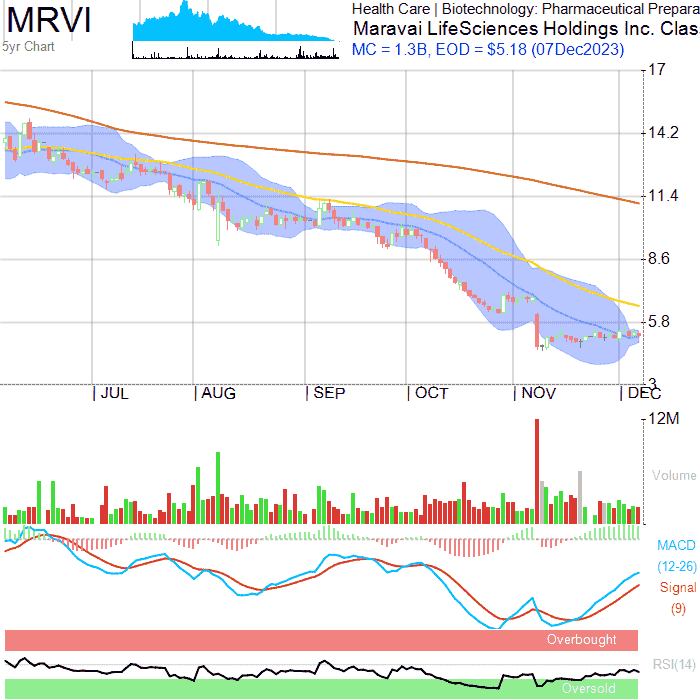 MRVI
5yr Chart
Health Care | Biotechnology: Pharmaceutical Prepara
Maravai LifeSciences Holdings Inc. Clas
MC = 1.3B, EOD = $5.18 (07Dec2023)
17
14.2
11.4
8.6
5.8
3
JUL AUG SEP OCT NOV DEC
12M
Volume
MACD
(12-26)
Signal
(9)
Overbought
RSI(14)
Oversold